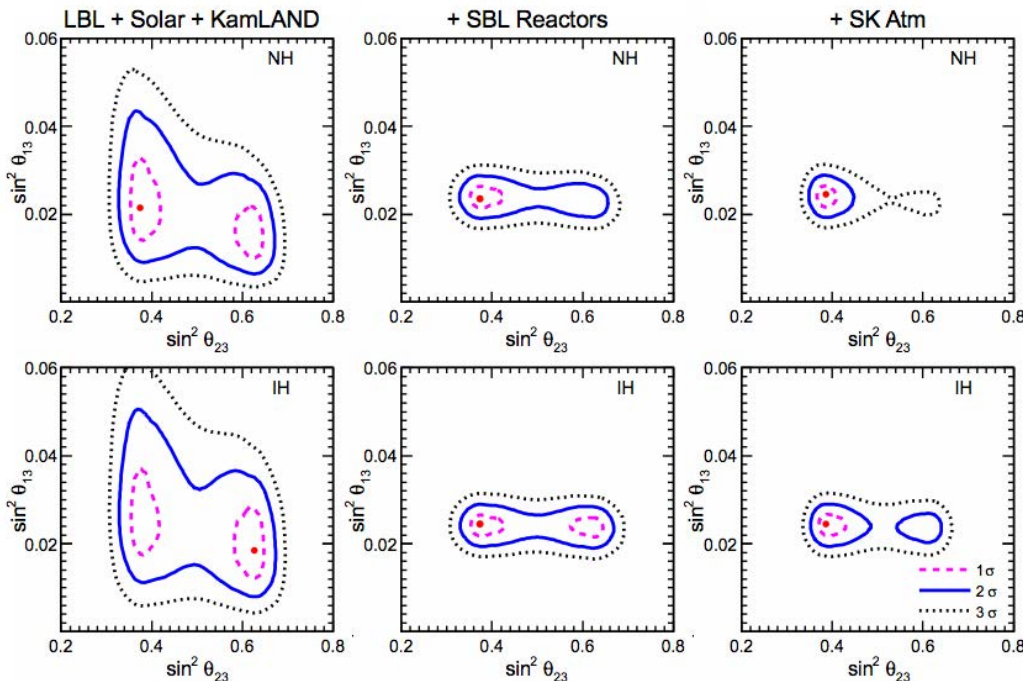 LBL + Solar + KamLAND
+ SBL Reactors
+ SK Atm
0.06
0.04
0.02
NH
sin² θ₁₃
0.2
0.4
0.6
0.8
sin² θ₂₃
0.06
0.04
0.02
NH
sin² θ₁₃
0.2
0.4
0.6
0.8
sin² θ₂₃
0.06
0.04
0.02
NH
sin² θ₁₃
0.2
0.4
0.6
0.8
sin² θ₂₃
0.06
0.04
0.02
IH
sin² θ₁₃
0.2
0.4
0.6
0.8
sin² θ₂₃
0.06
0.04
0.02
IH
sin² θ₁₃
0.2
0.4
0.6
0.8
sin² θ₂₃
0.06
0.04
0.02
IH
sin² θ₁₃
1σ
2 σ
3 σ
0.2
0.4
0.6
0.8
sin² θ₂₃